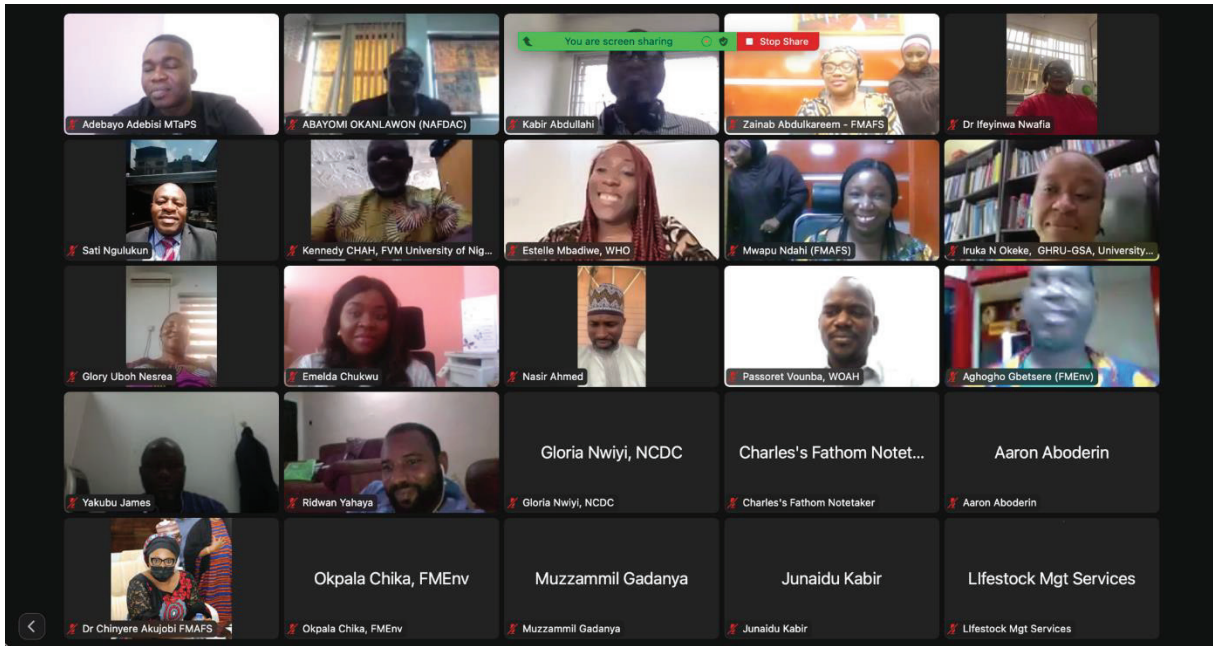 You are screen sharing
Stop Share
Adebayo Adebisi MTaPS
ABAYOMI OKANLAWON (NAFDAC)
Kabir Abdullahi
Zainab Abdulkareem - FMAFS
Dr Ifeyinwa Nwafia
Sati Ngulukun
Kennedy CHAH, FVM University of Nig...
Estelle Mbadiwe, WHO
Mwapu Ndahi (FMAFS)
Iruka N Okeke, GHRU-GSA, University...
Glory Uboh Nesrea
Emelda Chukwu
Nasir Ahmed
Passoret Vounba, WOAH
Aghogho Gbetsere (FMEnv)
Yakubu James
Ridwan Yahaya
Gloria Nwiyi, NCDC
Gloria Nwiyi, NCDC
Charles's Fathom Notet...
Charles's Fathom Notetaker
Aaron Aboderin
Aaron Aboderin
Dr Chinyere Akujobi FMAFS
Okpala Chika, FMEnv
Okpala Chika, FMEnv
Muzzammil Gadanya
Muzzammil Gadanya
Junaidu Kabir
Junaidu Kabir
LIfestock Mgt Services
LIfestock Mgt Services